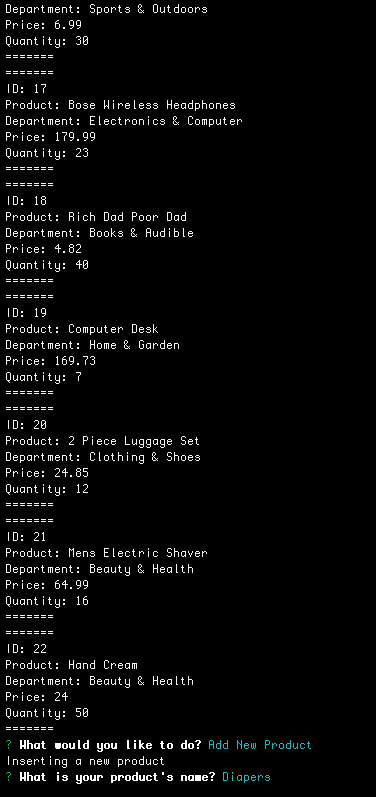 Department: Sports & Outdoors
Price: 6.99
Quantity: 30
=======
=======
ID: 17
Product: Bose Wireless Headphones
Department: Electronics & Computer
Price: 179.99
Quantity: 23
=======
=======
ID: 18
Product: Rich Dad Poor Dad
Department: Books & Audible
Price: 4.82
Quantity: 40
=======
=======
ID: 19
Product: Computer Desk
Department: Home & Garden
Price: 169.73
Quantity: 7
=======
=======
ID: 20
Product: 2 Piece Luggage Set
Department: Clothing & Shoes
Price: 24.85
Quantity: 12
=======
=======
ID: 21
Product: Mens Electric Shaver
Department: Beauty & Health
Price: 64.99
Quantity: 16
=======
=======
ID: 22
Product: Hand Cream
Department: Beauty & Health
Price: 24
Quantity: 50
=======
? What would you like to do? Add New Product
Inserting a new product
? What is your product's name? Diapers